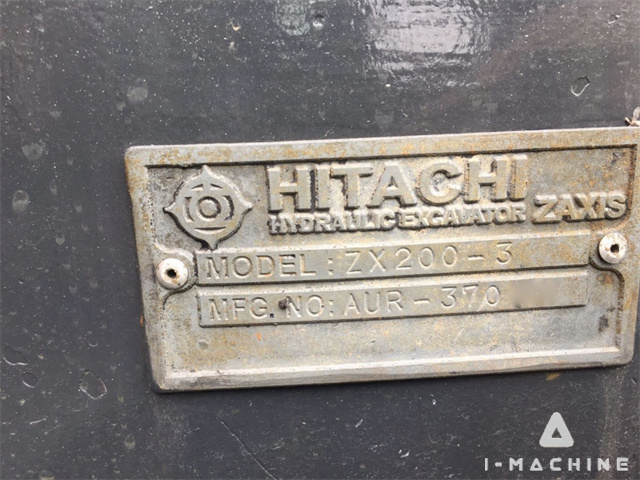 HITACHI
HYDRAULIC EXCAVATOR ZAXIS
MODEL: ZX200-3
MFG. NO: AUR-370
I-MACHINE